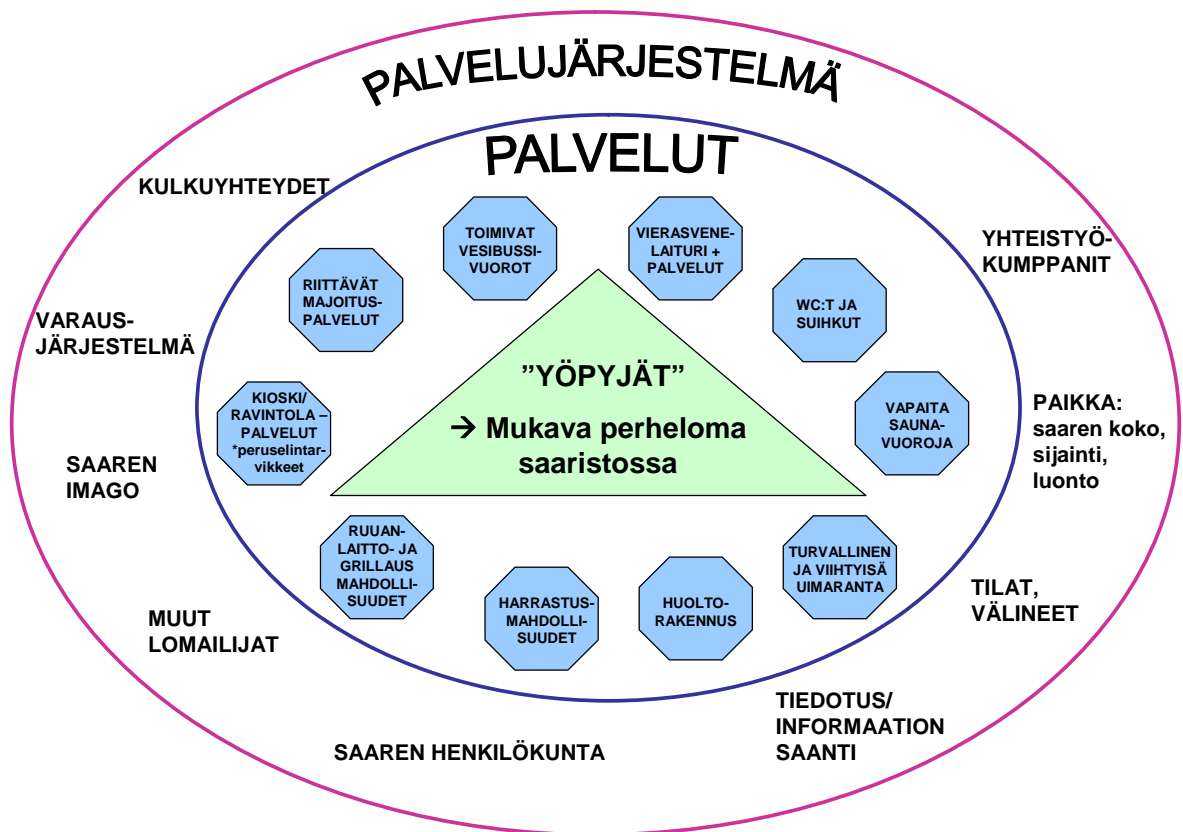 PALVELUJÄRJESTELMÄ
PALVELUT
KULKUYHTEYDET
TOIMIVAT
VESIBUSSI-
VUOROT
VIERASVENE-
LAITURI +
PALVELUT
YHTEISTYÖ-
KUMPPANIT
RIITTÄVÄT
MAJOITUS-
PALVELUT
WC:T JA
SUIHKUT
VARAUS-
JÄRJESTELMÄ
”YÖPYJÄT”
→ Mukava perheloma
saaristossa
KIOSKI/
RAVINTOLA –
PALVELUT
*peruselintar-
vikkeet
VAPAITA
SAUNA-
VUOROJA
PAIKKA:
saaren koko,
sijainti,
luonto
SAAREN
IMAGO
RUUAN-
LAITTO- JA
GRILLAUS
MAHDOLLI-
SUUDET
HARRASTUS-
MAHDOLLI-
SUUDET
HUOLTO-
RAKENNUS
TURVALLINEN
JA VIIHTYISÄ
UIMARANTA
TILAT,
VÄLINEET
MUUT
LOMAILIJAT
TIEDOTUS/
INFORMAATION
SAANTI
SAAREN HENKILÖKUNTA